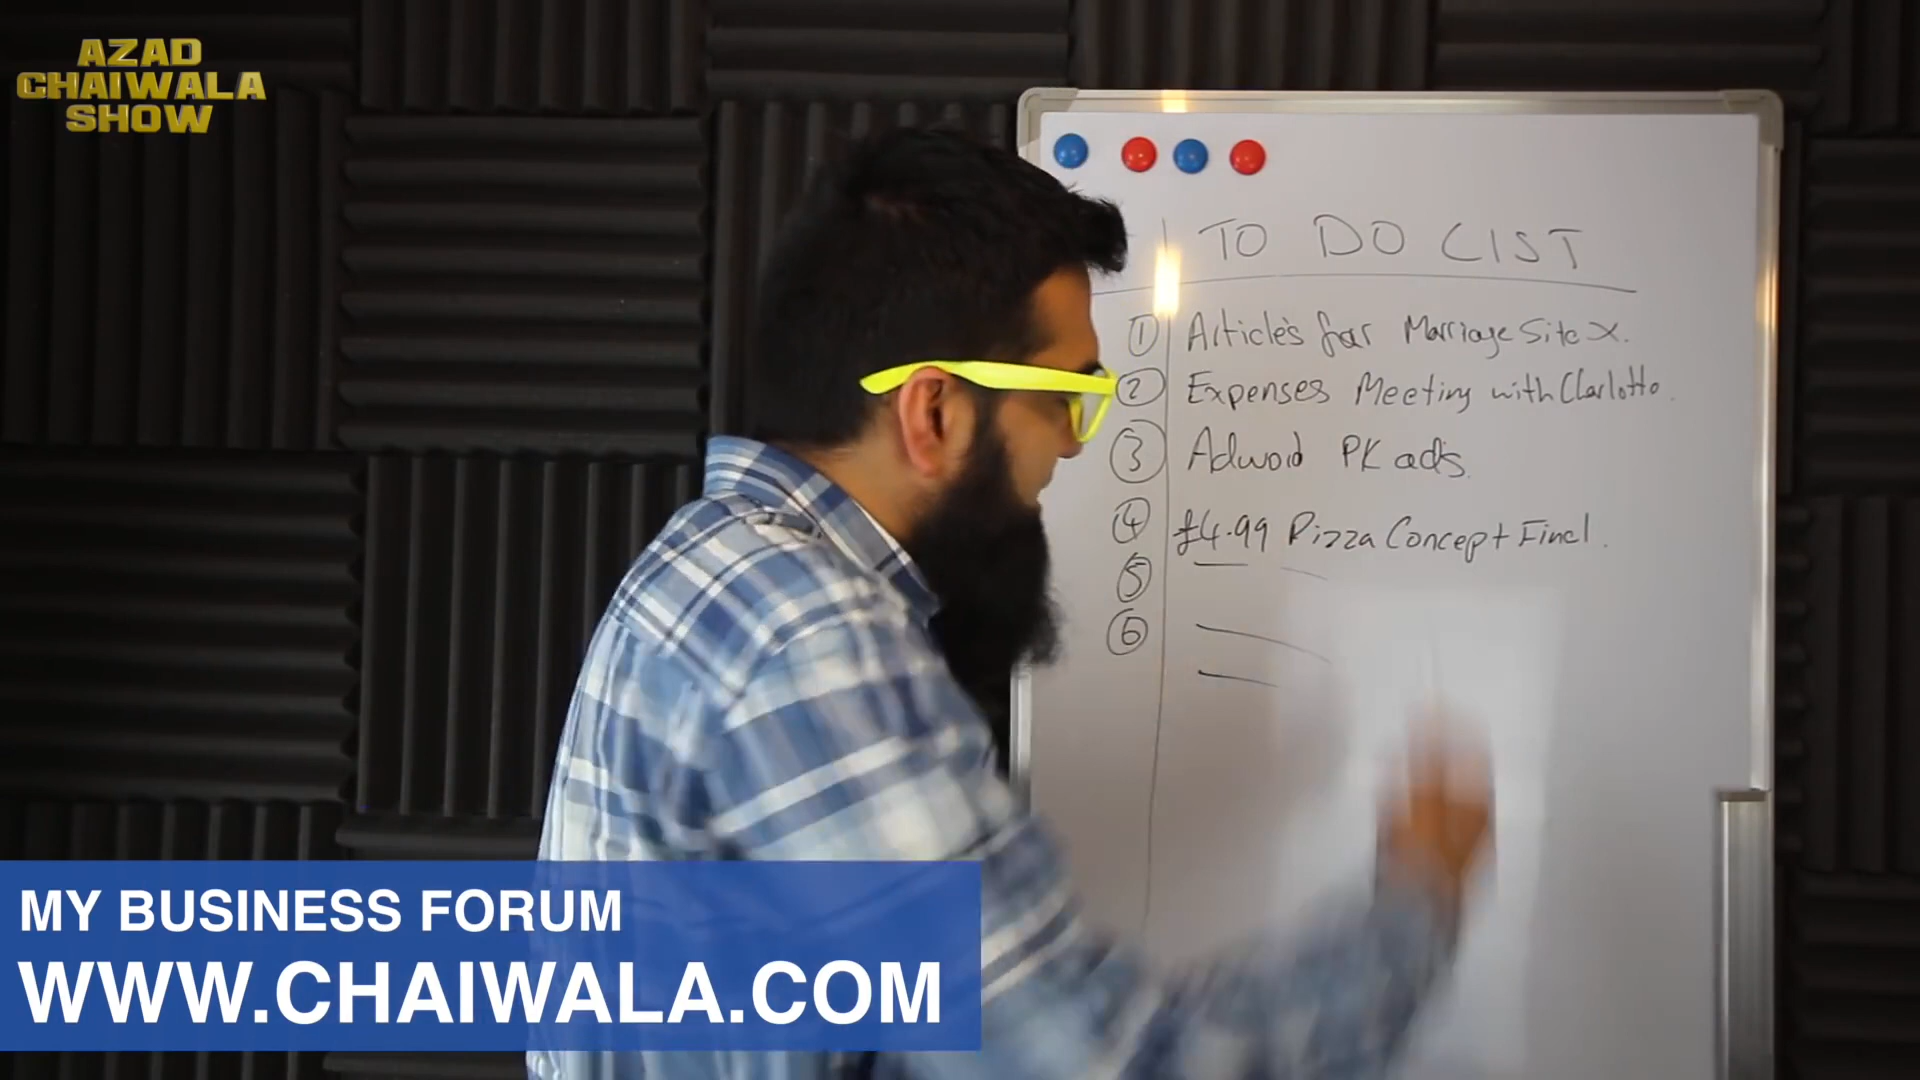 AZAD
CHAIWALA
SHOW
TO DO LIST
1 Article's for Marriage Site X.
2 Expenses Meeting with Charlotte.
3 Adword PK ads.
4 £4.99 Pizza Concept Final.
5
6
MY BUSINESS FORUM
WWW.CHAIWALA.COM